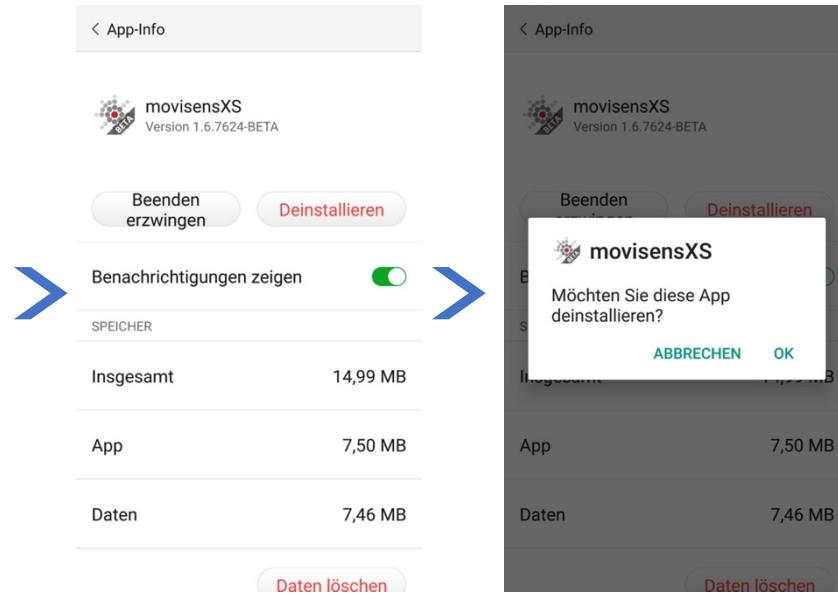 App-Info
movisensXS
Version 1.6.7624-BETA
BETA
Beenden
erzwingen
Deinstallieren
Benachrichtigungen zeigen
SPEICHER
Insgesamt 14,99 MB
App 7,50 MB
Daten 7,46 MB
Daten löschen
App-Info
movisensXS
Version 1.6.7624-BETA
BETA
Beenden
Deinstallieren
movisensXS
Möchten Sie diese App
deinstallieren?
ABBRECHEN OK
App 7,50 MB
Daten 7,46 MB
Daten löschen